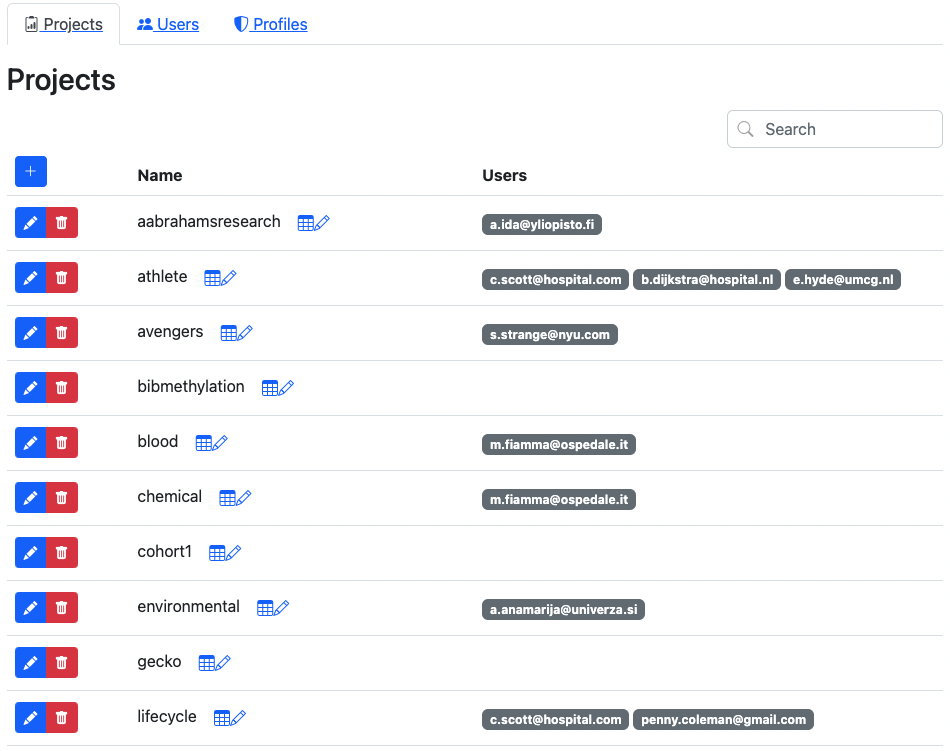 Projects Users Profiles
Projects
Search
Name Users
aabrahamsresearch a.ida@yliopisto.fi
athlete c.scott@hospital.com b.dijkstra@hospital.nl e.hyde@umcg.nl
avengers s.strange@nyu.com
bibmethylation
blood m.fiamma@ospedale.it
chemical m.fiamma@ospedale.it
cohort1
environmental a.anamarija@univerza.si
gecko
lifecycle c.scott@hospital.com penny.coleman@gmail.com